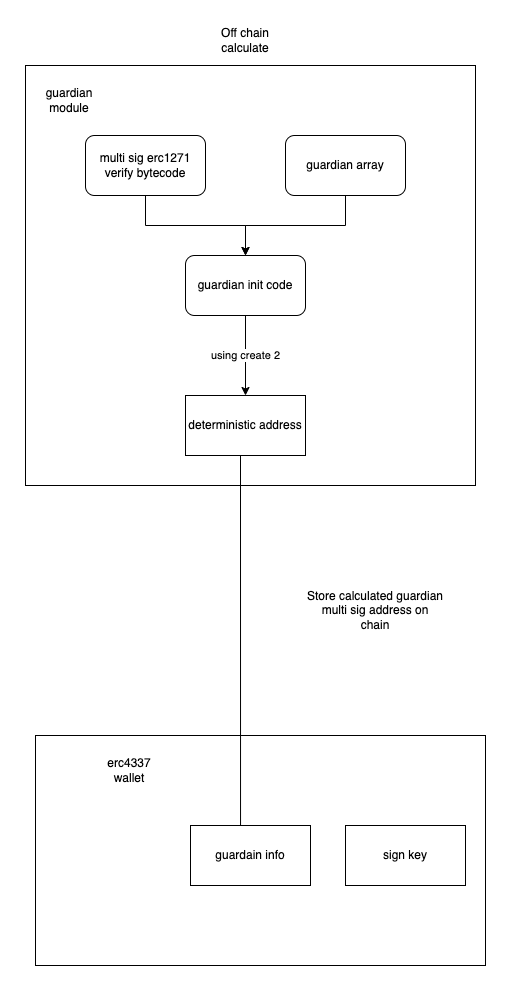 Off chain
calculate
guardian
module
multi sig erc1271
verify bytecode
guardian array
guardian init code
using create 2
deterministic address
Store calculated guardian
multi sig address on
chain
erc4337
wallet
guardain info
sign key